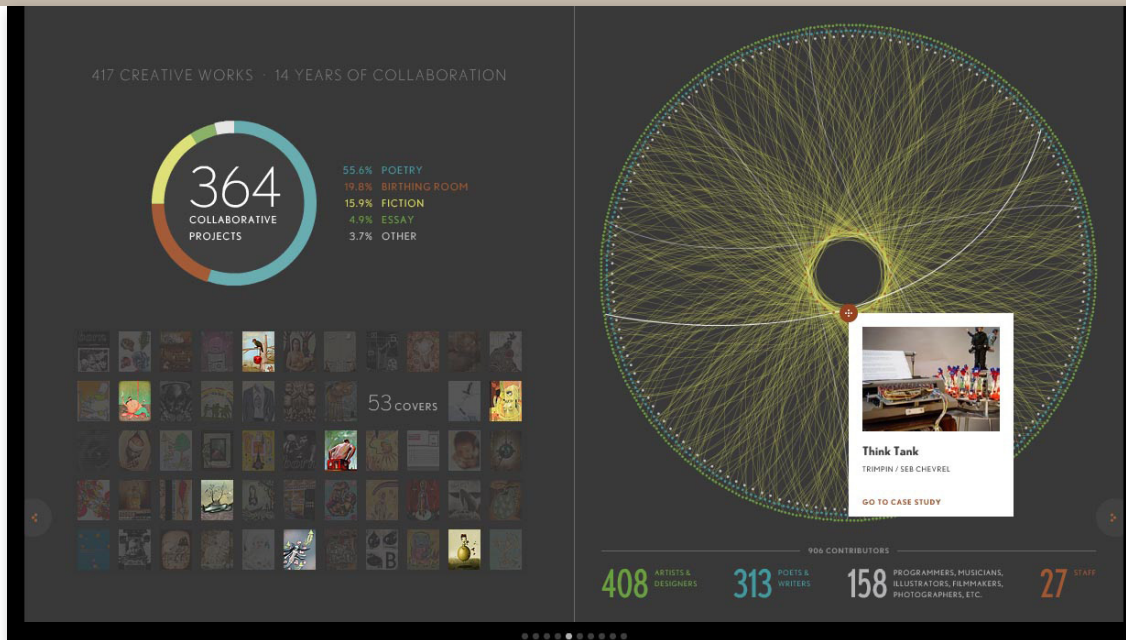 417 CREATIVE WORKS · 14 YEARS OF COLLABORATION
364
COLLABORATIVE
PROJECTS
55.6% POETRY
19.8% BIRTHING ROOM
15.9% FICTION
4.9% ESSAY
3.7% OTHER
53 COVERS
Think Tank
TRIMPIN / SEB CHEVREL
GO TO CASE STUDY
906 CONTRIBUTORS
408 ARTISTS &
DESIGNERS
313 POETS &
WRITERS
158 PROGRAMMERS, MUSICIANS,
ILLUSTRATORS, FILMMAKERS,
PHOTOGRAPHERS, ETC.
27 STAFF